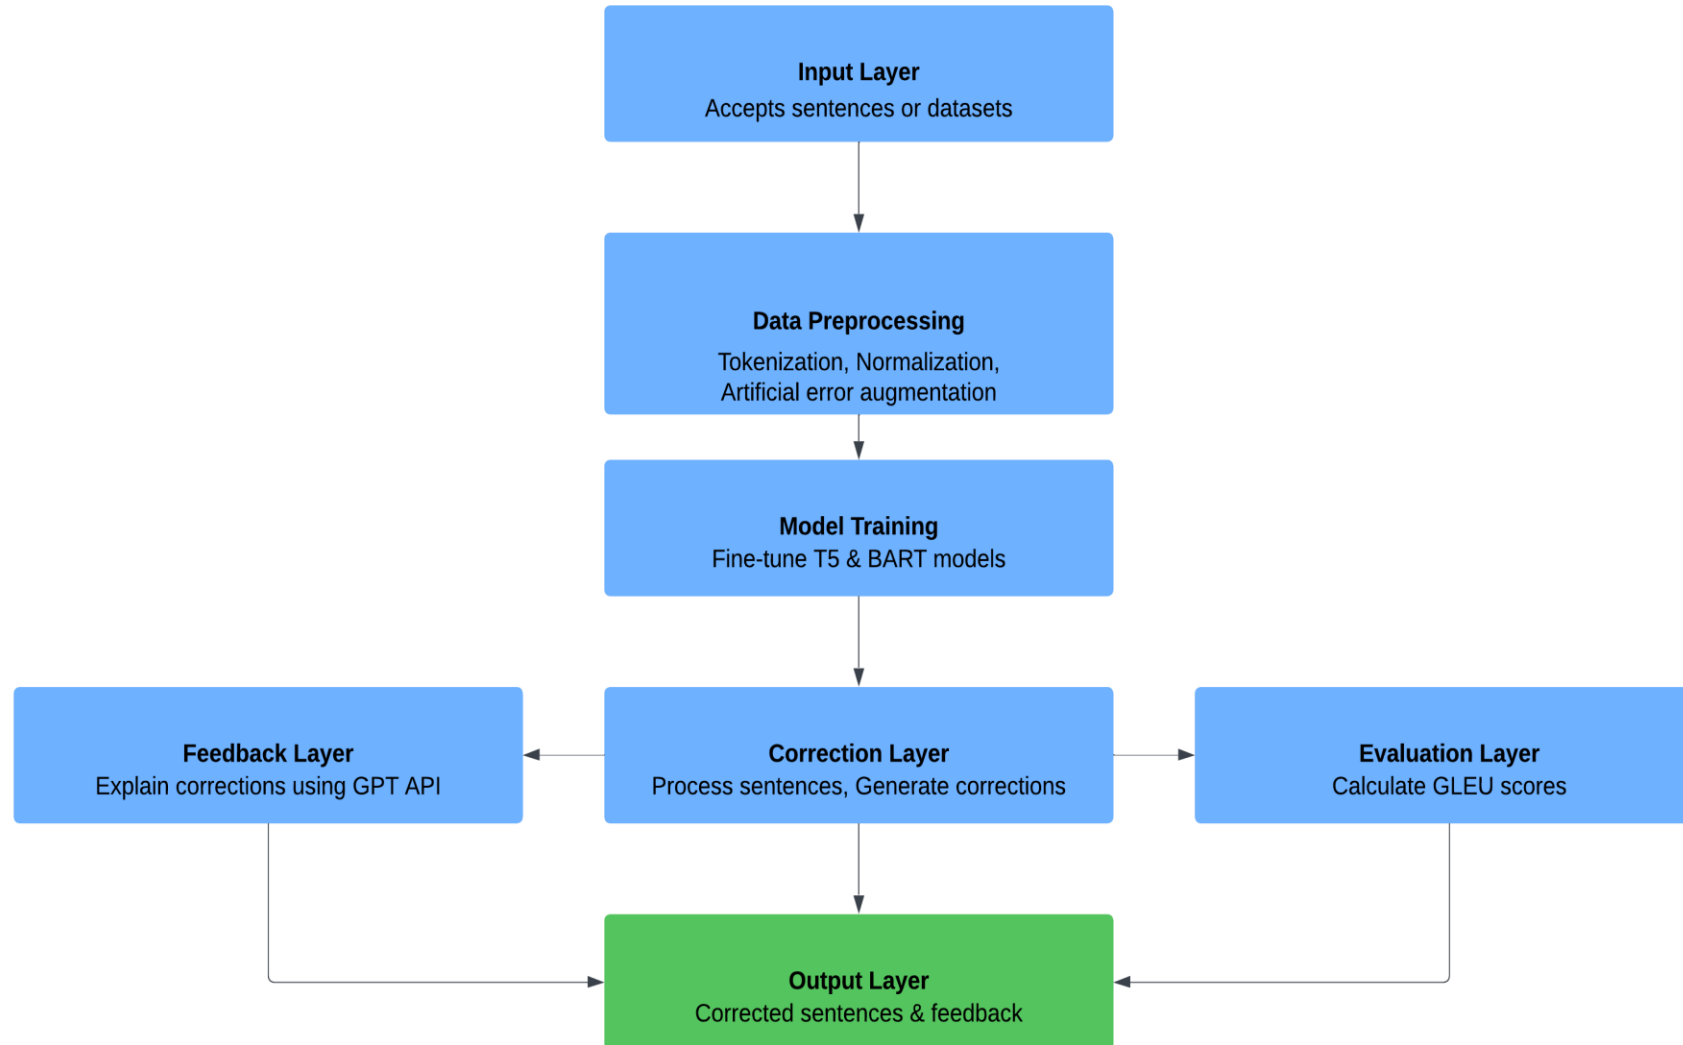 Input Layer
Accepts sentences or datasets
Data Preprocessing
Tokenization, Normalization,
Artificial error augmentation
Model Training
Fine-tune T5 & BART models
Feedback Layer
Explain corrections using GPT API
Correction Layer
Process sentences, Generate corrections
Evaluation Layer
Calculate GLEU scores
Output Layer
Corrected sentences & feedback